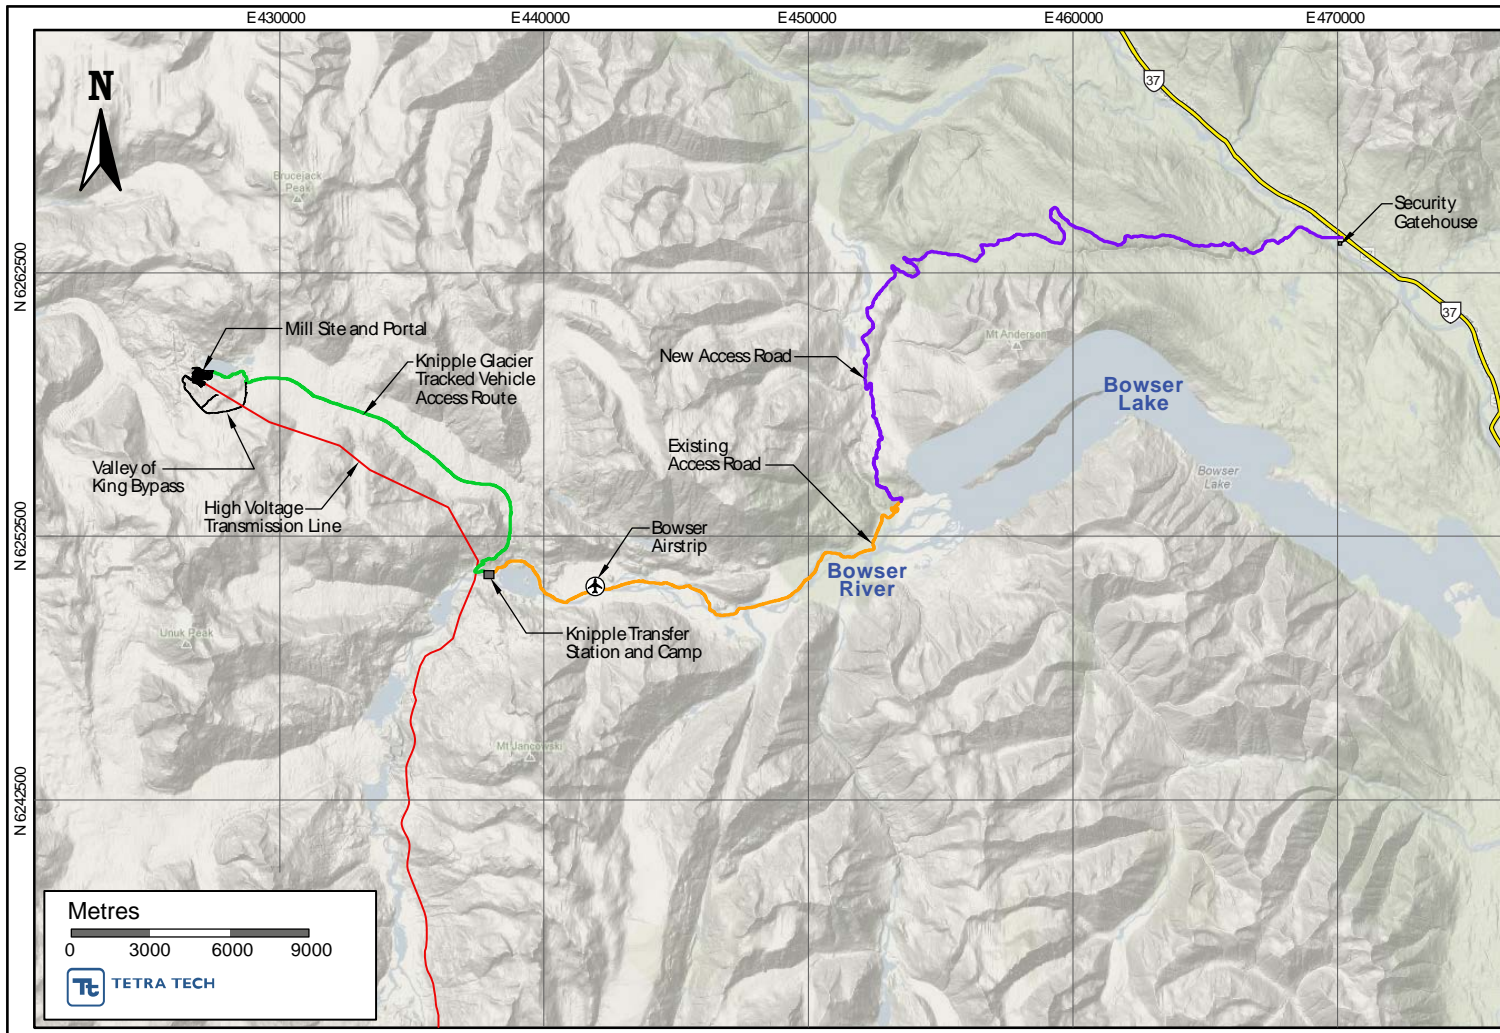 E430000
E440000
E450000
E460000
E470000
37
N
Brucejack
Peak
Security
Gatehouse
N 6262500
Mill Site and Portal
37
Mt Anderson
New Access Road
Knipple Glacier
Tracked Vehicle
Access Route
Bowser
Lake
Existing
Access Road
Valley of
King Bypass
Bowser
Lake
High Voltage
Transmission Line
N 6252500
Bowser
Airstrip
Bowser
River
Unuk Peak
Knipple Transfer
Station and Camp
Mt Jancowski
N 6242500
Metres
0 3000 6000 9000
Tt TETRA TECH